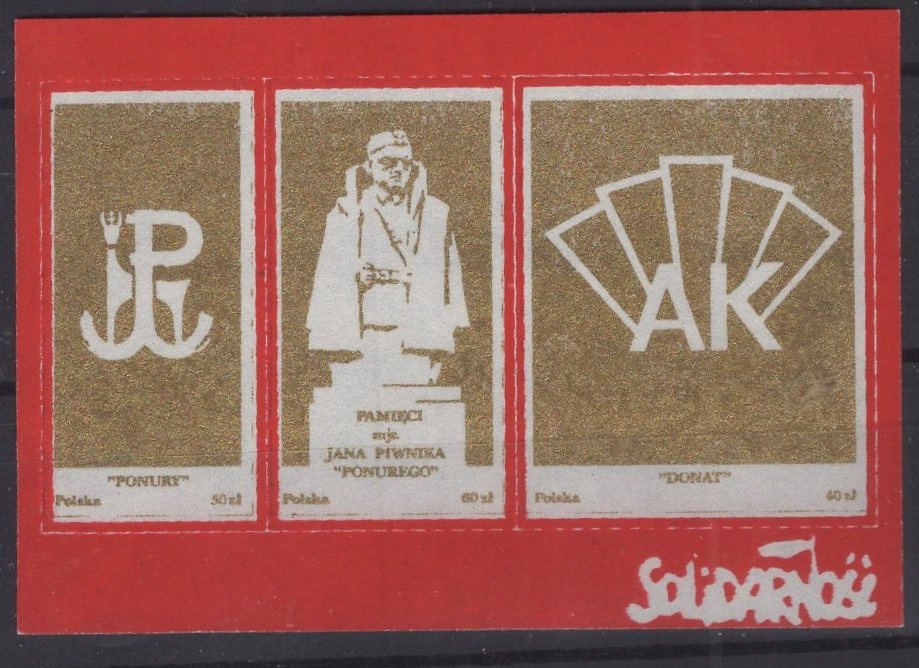 P
"PONURY"
Polska 50 zł
PAMIĘCI
mjr.
JANA PIWNIKA
"PONUREGO"
Polska 60 zł
AK
"DONAT"
Polska 40 zł
SOLIDARNOŚĆ